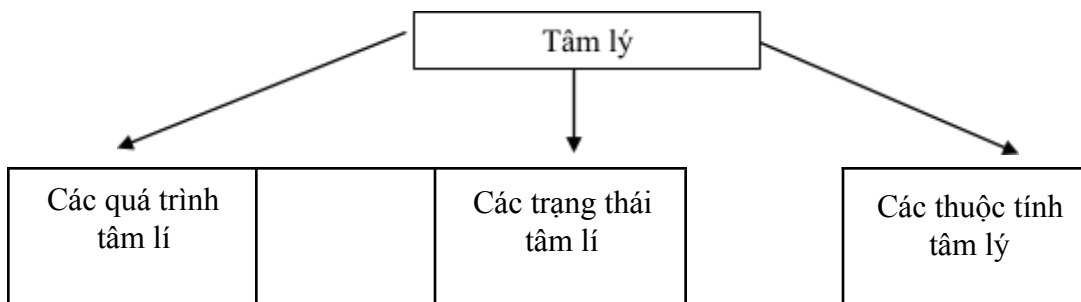 Tâm lý
Các quá trình
tâm lí
Các trạng thái
tâm lí
Các thuộc tính
tâm lý